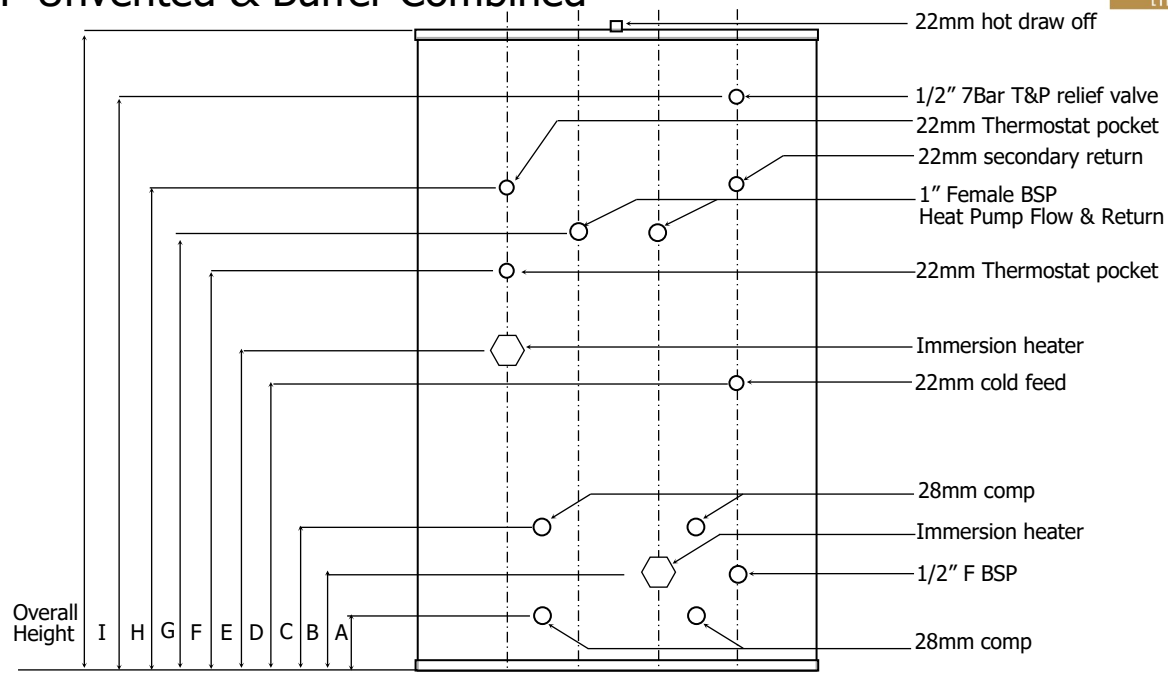 Unvented & Buffer Combined
22mm hot draw off
1/2” 7Bar T&P relief valve
22mm Thermostat pocket
22mm secondary return
1” Female BSP
Heat Pump Flow & Return
22mm Thermostat pocket
Immersion heater
22mm cold feed
28mm comp
Immersion heater
1/2” F BSP
28mm comp
Overall
Height I H G F E D C B A